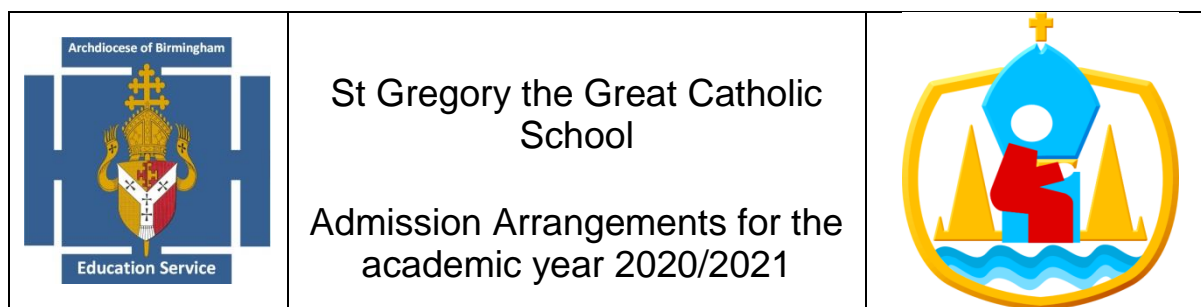 Archdiocese of Birmingham
Education Service
St Gregory the Great Catholic
School
Admission Arrangements for the
academic year 2020/2021